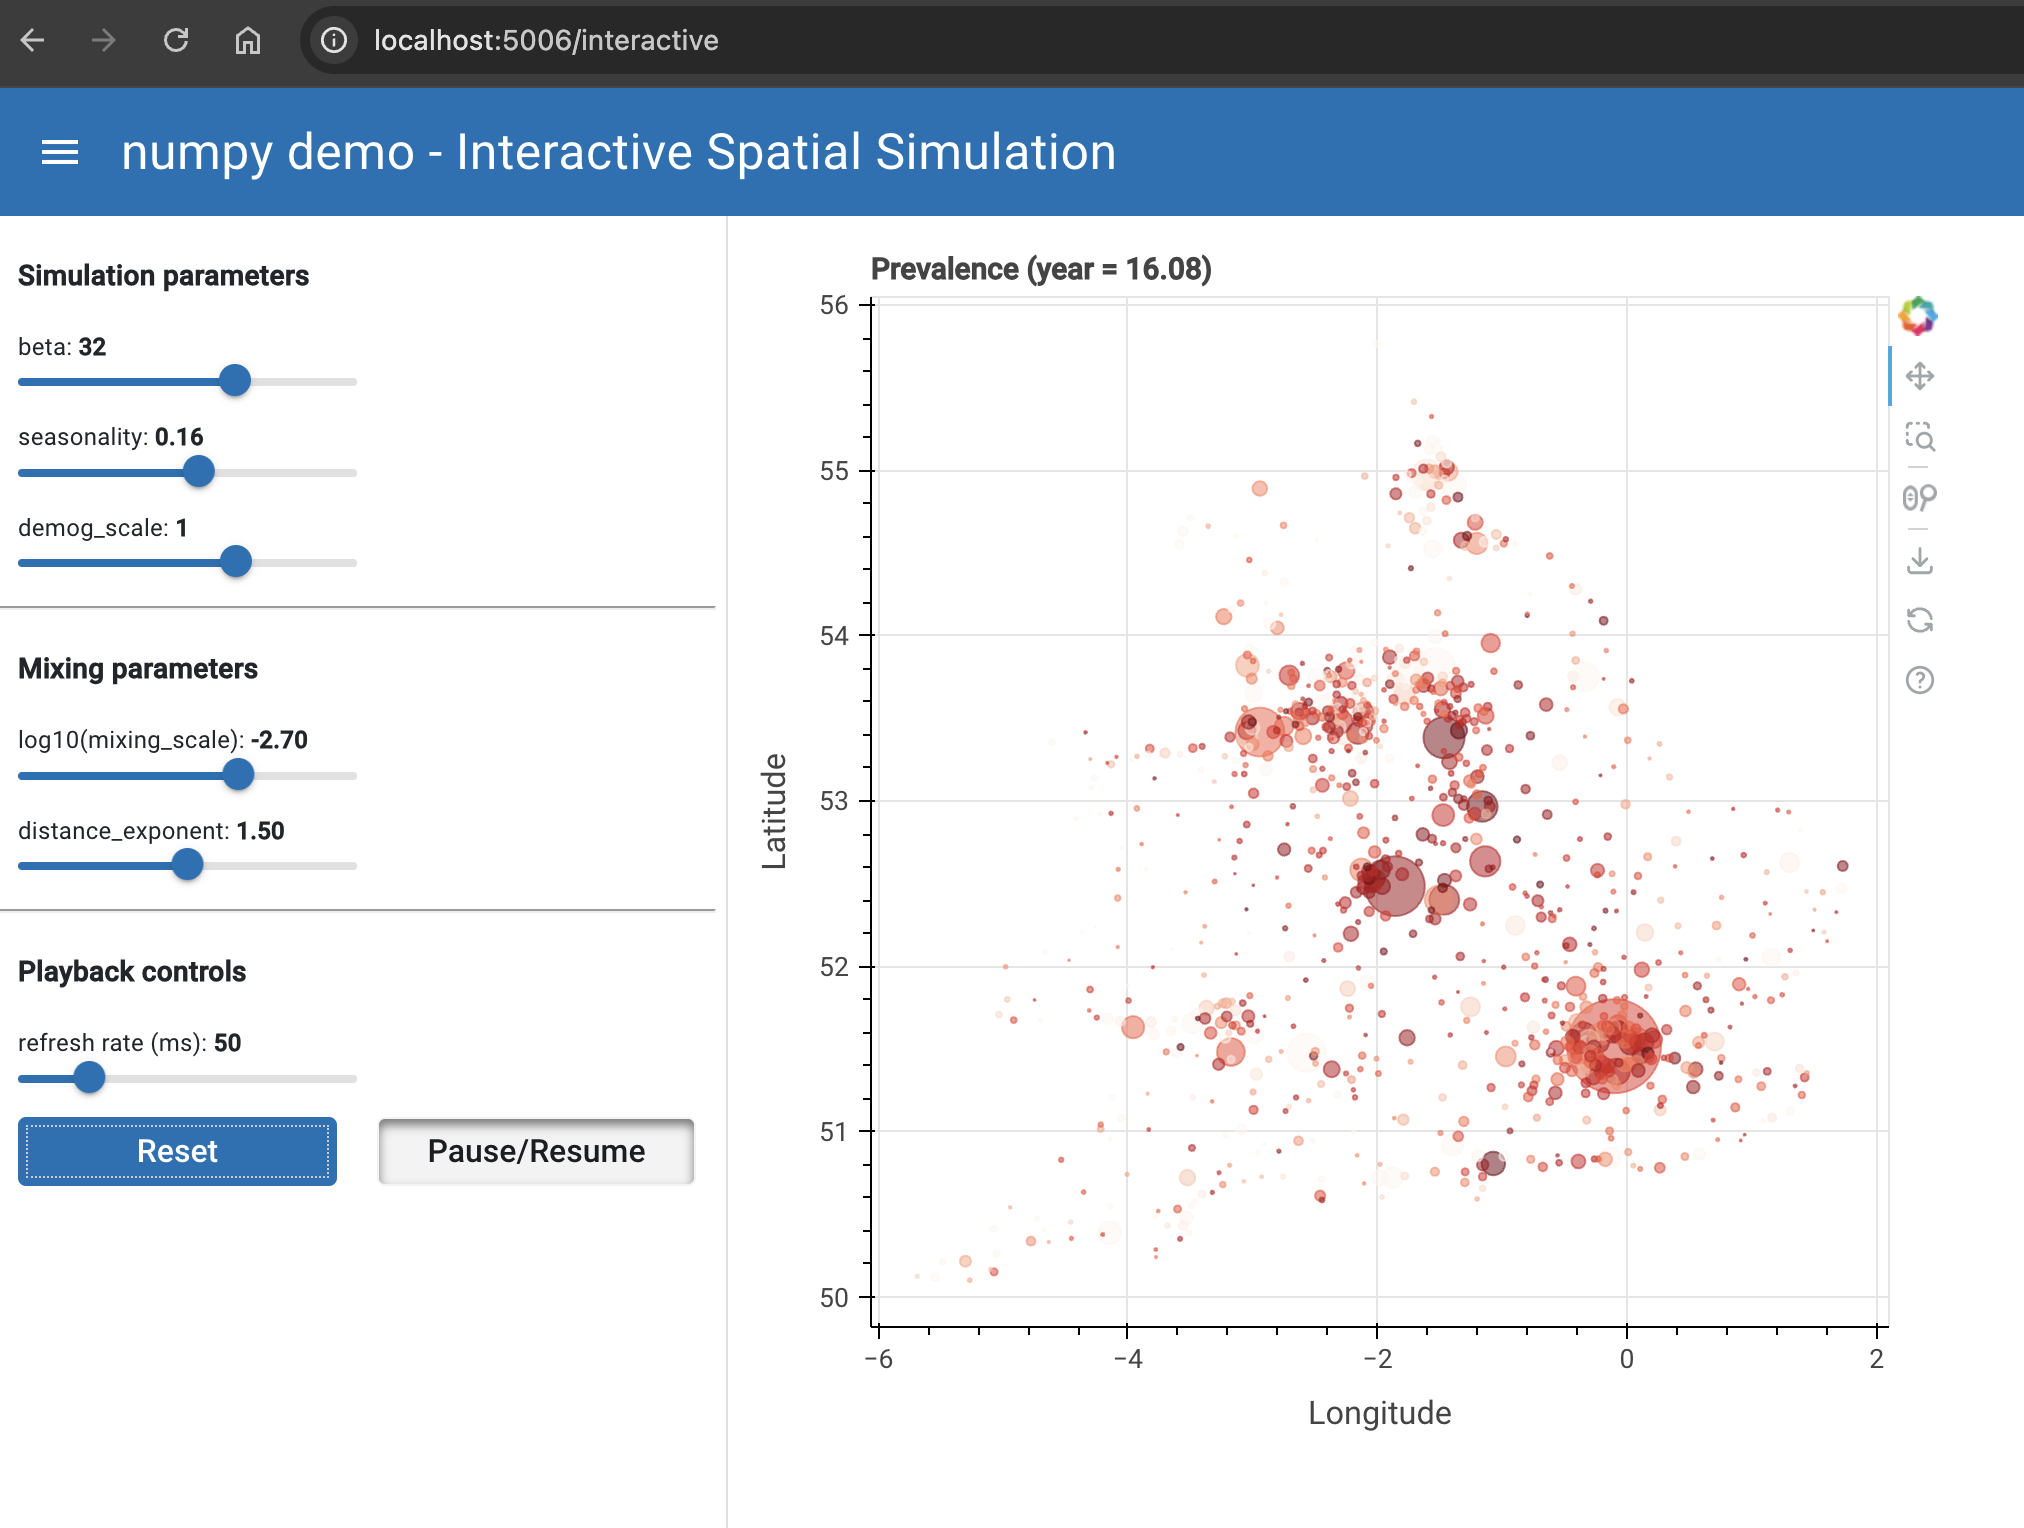 localhost:5006/interactive
numpy demo - Interactive Spatial Simulation
Simulation parameters
beta: 32
seasonality: 0.16
demog_scale: 1
Mixing parameters
log10(mixing_scale): -2.70
distance_exponent: 1.50
Playback controls
refresh rate (ms): 50
Reset
Pause/Resume
Prevalence (year = 16.08)
56
55
54
53
52
51
50
Latitude
−6
−4
−2
0
2
Longitude